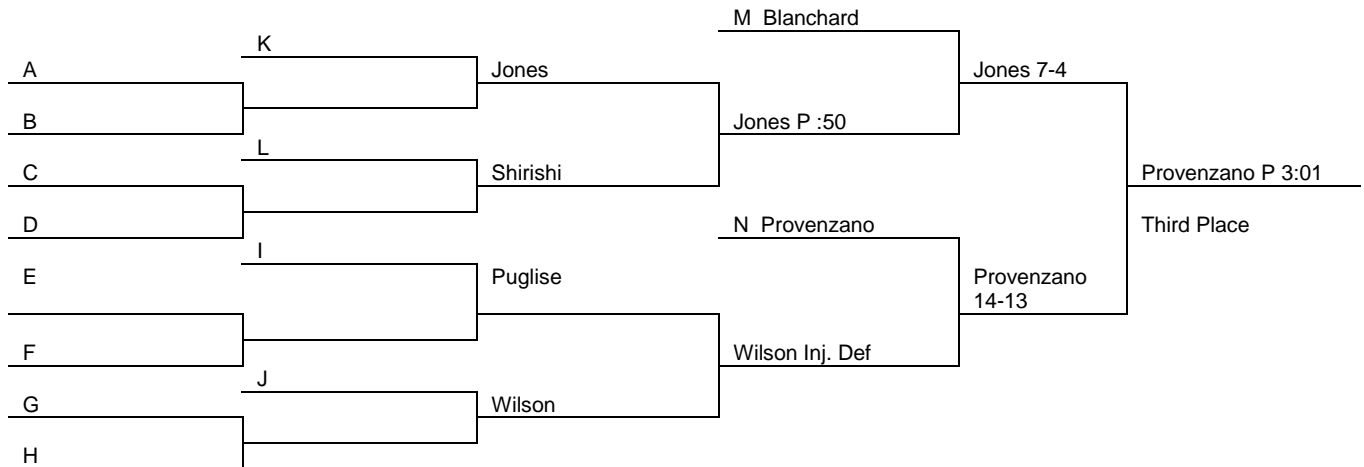 M Blanchard
K
A
Jones
Jones 7-4
B
Jones P :50
L
C
Shirishi
Provenzano P 3:01
D
N Provenzano
Third Place
I
E
Puglise
Provenzano
14-13
F
Wilson Inj. Def
J
G
Wilson
H